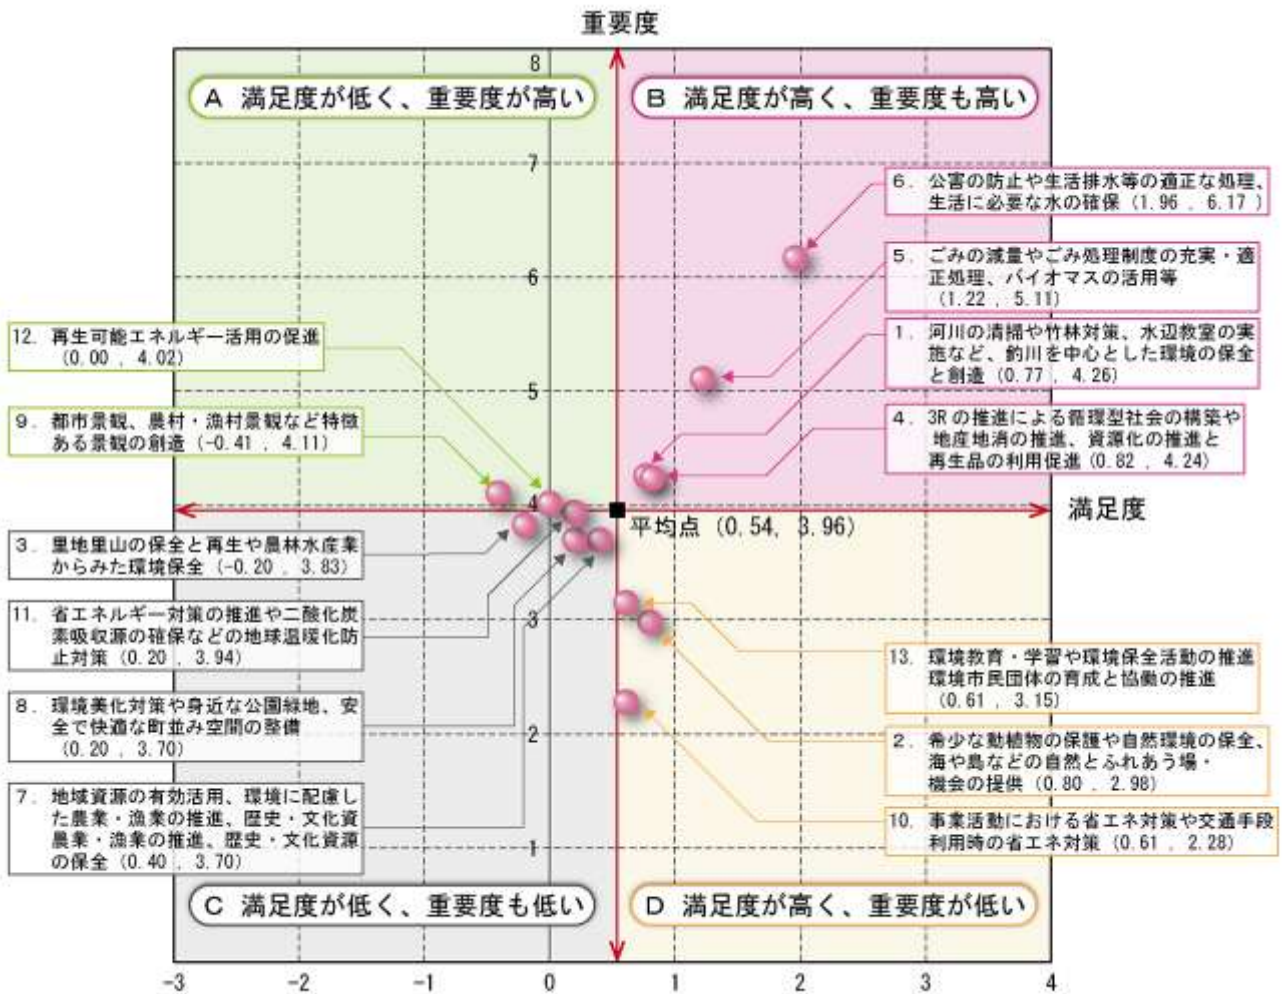 重要度
A 満足度が低く、重要度が高い
B 満足度が高く、重要度も高い
8
7
6
5
4
3
2
1
6. 公害の防止や生活排水等の適正な処理、
生活に必要な水の確保（1.96 , 6.17 ）
5. ごみの減量やごみ処理制度の充実・適
正処理、バイオマスの活用等
（1.22 , 5.11）
1. 河川の清掃や竹林対策、水辺教室の実
施など、釣川を中心とした環境の保全
と創造（0.77 , 4.26）
4. 3Rの推進による循環型社会の構築や
地産地消の推進、資源化の推進と
再生品の利用促進（0.82 , 4.24）
12. 再生可能エネルギー活用の促進
（0.00 , 4.02）
9. 都市景観、農村・漁村景観など特徴
ある景観の創造（-0.41 , 4.11）
満足度
平均点（0.54, 3.96）
3. 里地里山の保全と再生や農林水産業
からみた環境保全（-0.20 , 3.83）
11. 省エネルギー対策の推進や二酸化炭
素吸収源の確保などの地球温暖化防
止対策（0.20 , 3.94）
8. 環境美化対策や身近な公園緑地、安
全で快適な町並み空間の整備
（0.20 , 3.70）
7. 地域資源の有効活用、環境に配慮し
た農業・漁業の推進、歴史・文化資
農業・漁業の推進、歴史・文化資源
の保全（0.40 , 3.70）
13. 環境教育・学習や環境保全活動の推進
環境市民団体の育成と協働の推進
（0.61 , 3.15）
2. 希少な動植物の保護や自然環境の保全、
海や島などの自然とふれあう場・
機会の提供（0.80 , 2.98）
10. 事業活動における省エネ対策や交通手段
利用時の省エネ対策（0.61 , 2.28）
C 満足度が低く、重要度も低い
D 満足度が高く、重要度が低い
-3 -2 -1 0 1 2 3 4